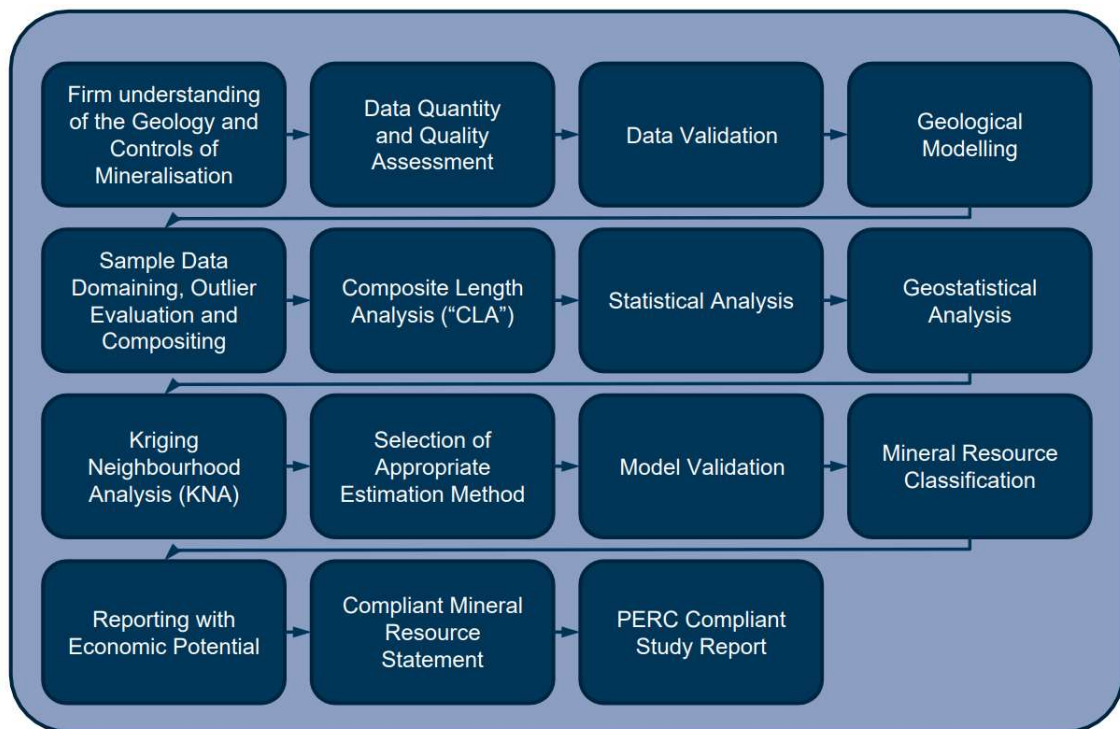 Firm understanding
of the Geology and
Controls of
Mineralisation
Data Quantity
and Quality
Assessment
Data Validation
Geological
Modelling
Sample Data
Domaining, Outlier
Evaluation and
Compositing
Composite Length
Analysis (“CLA”)
Statistical Analysis
Geostatistical
Analysis
Kriging
Neighbourhood
Analysis (KNA)
Selection of
Appropriate
Estimation Method
Model Validation
Mineral Resource
Classification
Reporting with
Economic Potential
Compliant Mineral
Resource
Statement
PERC Compliant
Study Report